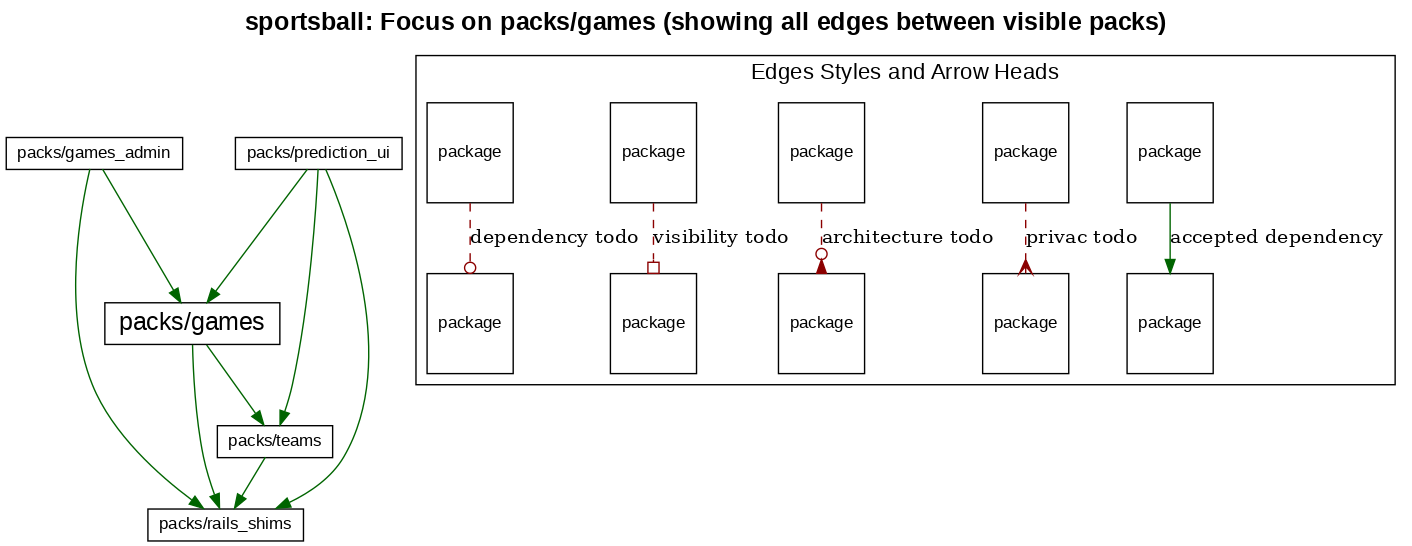 sportsball: Focus on packs/games (showing all edges between visible packs)
Edges Styles and Arrow Heads
packs/games_admin
packs/prediction_ui
packs/games
packs/teams
packs/rails_shims
package
package
package
package
package
dependency todo
visibility todo
architecture todo
privac todo
accepted dependency
package
package
package
package
package